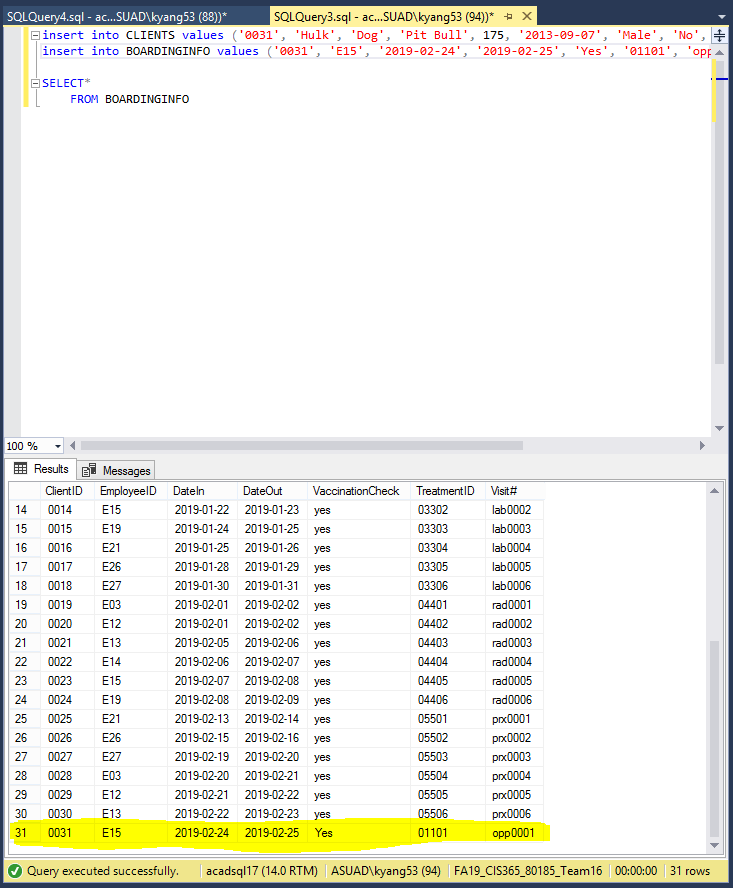 SQLQuery4.sql - ac...SUAD\kyang53 (88))* SQLQuery3.sql - ac...SUAD\kyang53 (94))*
insert into CLIENTS values ('0031', 'Hulk', 'Dog', 'Pit Bull', 175, '2013-09-07', 'Male', 'No',
insert into BOARDINGINFO values ('0031', 'E15', '2019-02-24', '2019-02-25', 'Yes', '01101', 'opp
SELECT*
FROM BOARDINGINFO
100 %
Results Messages
ClientID EmployeeID DateIn DateOut VaccinationCheck TreatmentID Visit#
14 0014 E15 2019-01-22 2019-01-23 yes 03302 lab0002
15 0015 E19 2019-01-24 2019-01-25 yes 03303 lab0003
16 0016 E21 2019-01-25 2019-01-26 yes 03304 lab0004
17 0017 E26 2019-01-28 2019-01-29 yes 03305 lab0005
18 0018 E27 2019-01-30 2019-01-31 yes 03306 lab0006
19 0019 E03 2019-02-01 2019-02-02 yes 04401 rad0001
20 0020 E12 2019-02-01 2019-02-02 yes 04402 rad0002
21 0021 E13 2019-02-05 2019-02-06 yes 04403 rad0003
22 0022 E14 2019-02-06 2019-02-07 yes 04404 rad0004
23 0023 E15 2019-02-07 2019-02-08 yes 04405 rad0005
24 0024 E19 2019-02-08 2019-02-09 yes 04406 rad0006
25 0025 E21 2019-02-13 2019-02-14 yes 05501 prx0001
26 0026 E26 2019-02-15 2019-02-16 yes 05502 prx0002
27 0027 E27 2019-02-19 2019-02-20 yes 05503 prx0003
28 0028 E03 2019-02-20 2019-02-21 yes 05504 prx0004
29 0029 E12 2019-02-21 2019-02-22 yes 05505 prx0005
30 0030 E13 2019-02-22 2019-02-23 yes 05506 prx0006
31 0031 E15 2019-02-24 2019-02-25 Yes 01101 opp0001
Query executed successfully. acadsql17 (14.0 RTM) ASUAD\kyang53 (94) FA19_CIS365_80185_Team16 00:00:00 31 rows